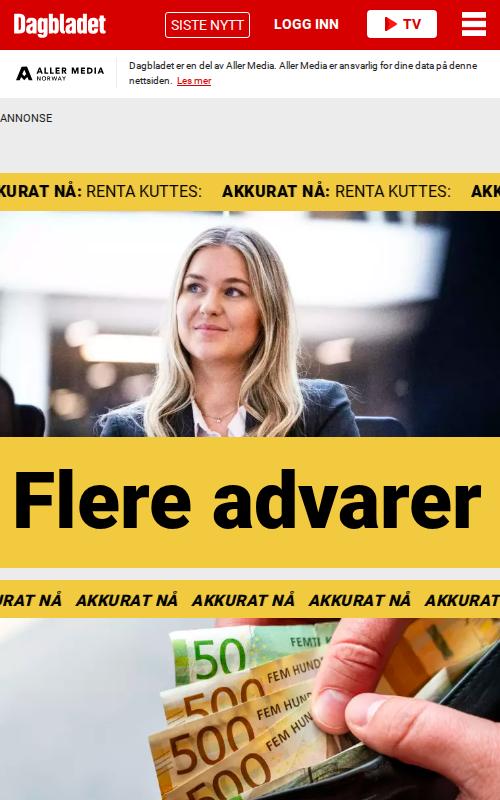 Dagbladet
SISTE NYTT
LOGG INN
TV
ALLER MEDIA
NORWAY
Dagbladet er en del av Aller Media. Aller Media er ansvarlig for dine data på denne
nettsiden. Les mer
ANNONSE
KURAT NÅ: RENTA KUTTES: AKKURAT NÅ: RENTA KUTTES: AKK
Flere advarer
URAT NÅ AKKURAT NÅ AKKURAT NÅ AKKURAT NÅ AKKURAT
50
FEMTI K
500
FEM HUND
500
FEM HUND
500
FEM HUND
500